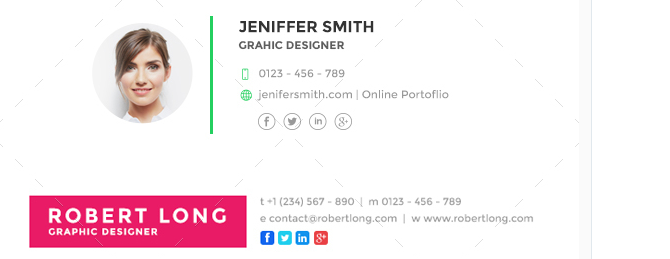 JENIFFER SMITH
GRAHIC DESIGNER
0123 - 456 - 789
jenifersmith.com | Online Portoflio
ROBERT LONG
GRAPHIC DESIGNER
t +1 (234) 567 - 890 | m 0123 - 456 - 789
e contact@robertlong.com | w www.robertlong.com